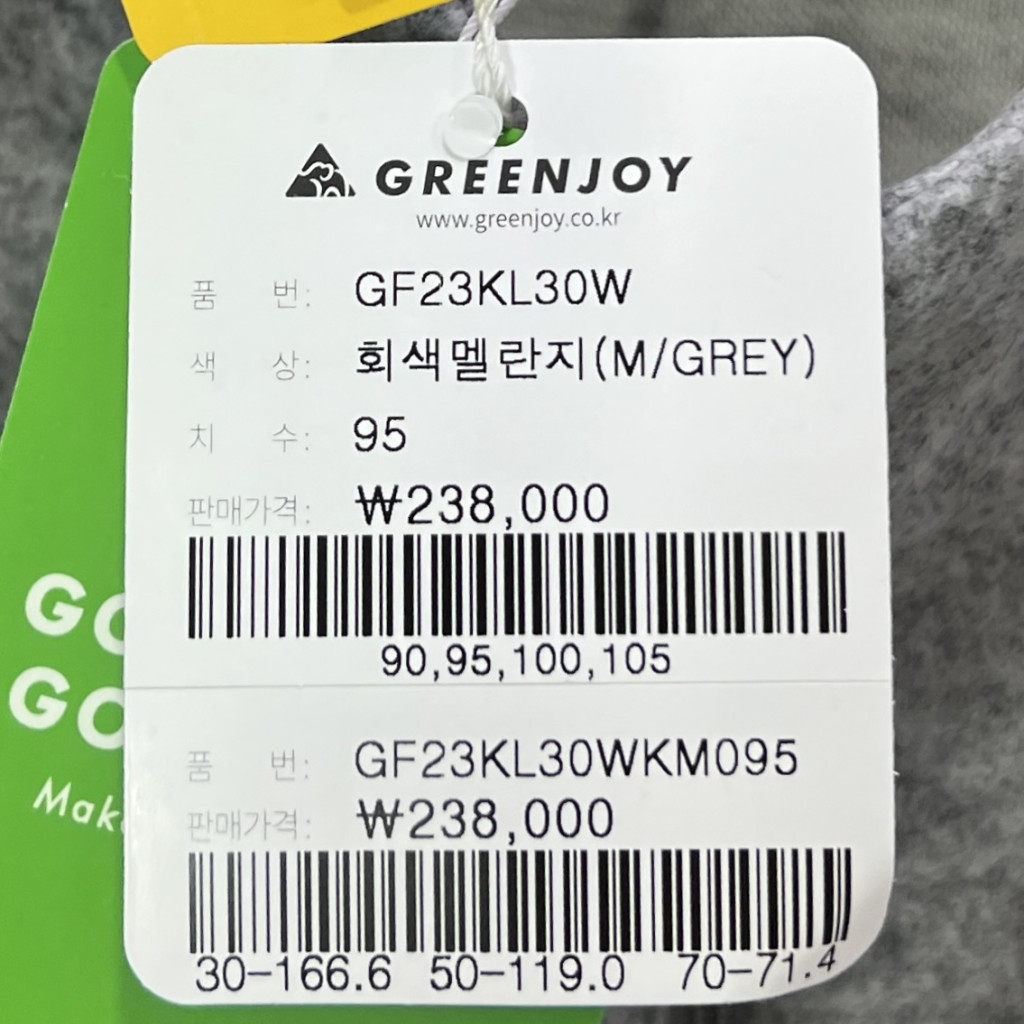 GREENJOY
www.greenjoy.co.kr
품 번: GF23KL30W
색 상: 회색멜란지(M/GREY)
치 수: 95
판매가격: ₩238,000
90,95,100,105
품 번: GF23KL30WKM095
판매가격: ₩238,000
30-166.6 50-119.0 70-71.4
GO
GO
Make